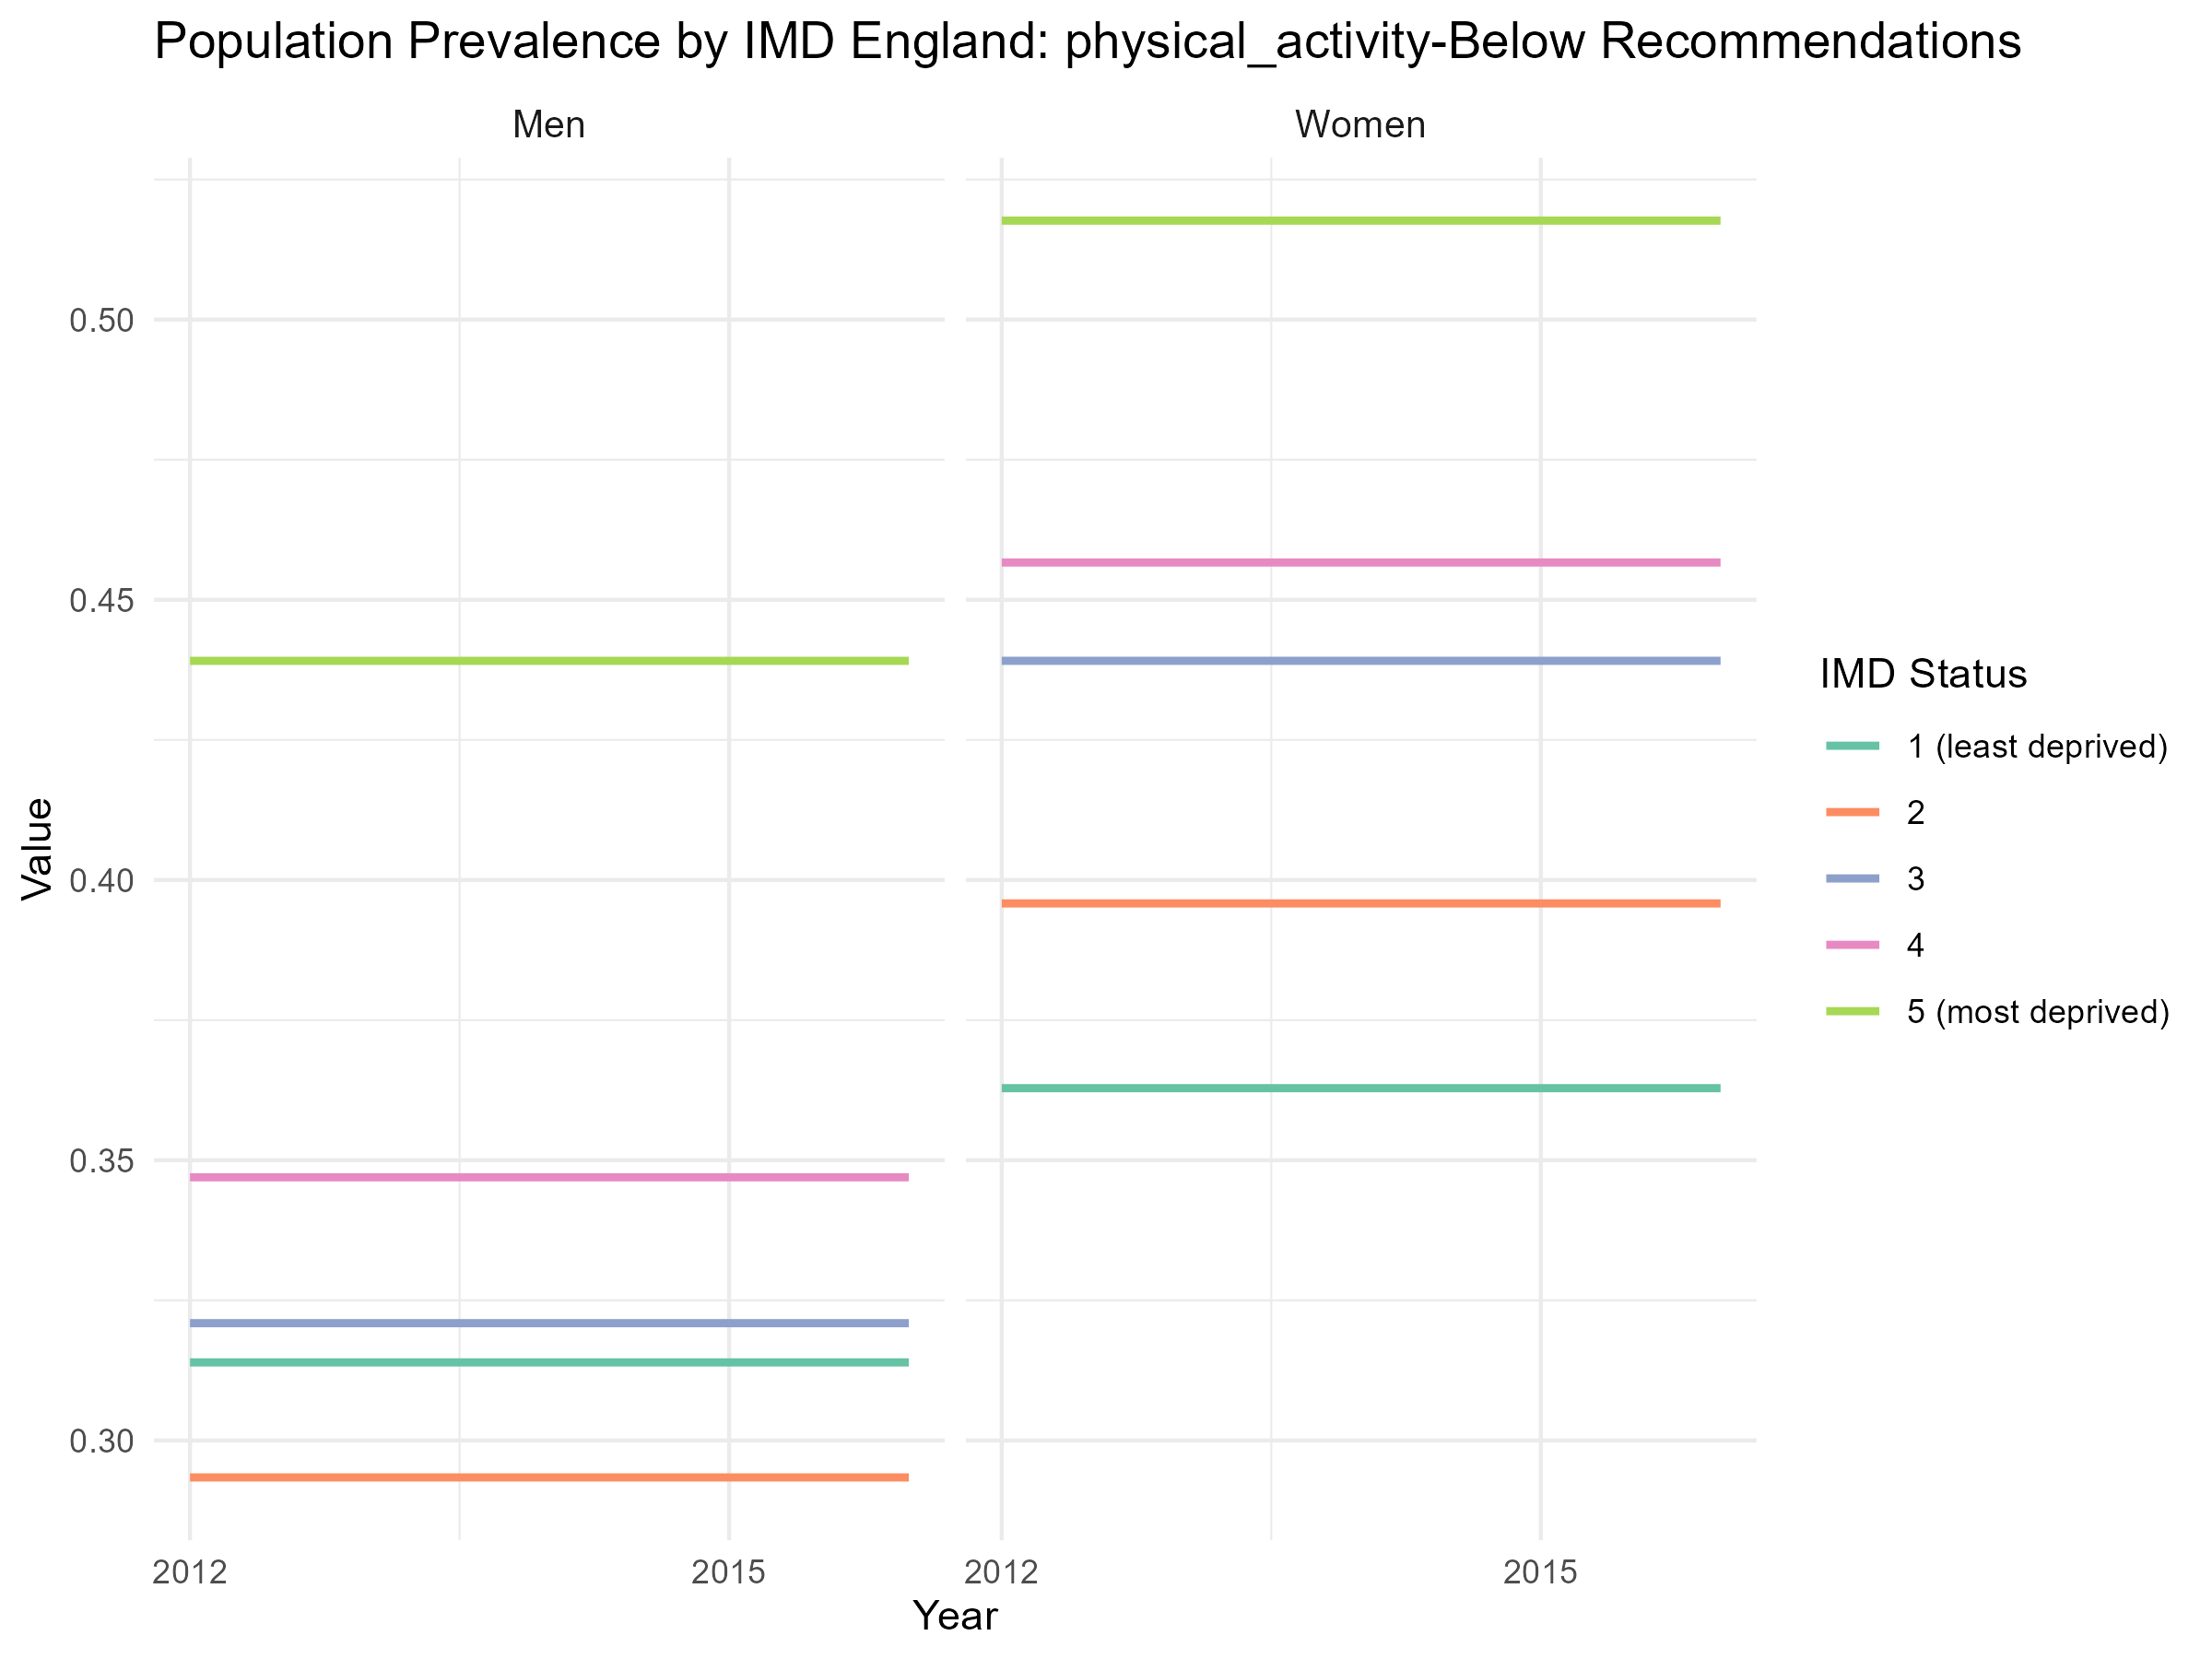 Population Prevalence by IMD England: physical_activity-Below Recommendations
Men
Women
0.50
0.45
0.40
0.35
0.30
Value
2012
2015
2012
2015
Year
IMD Status
1 (least deprived)
2
3
4
5 (most deprived)